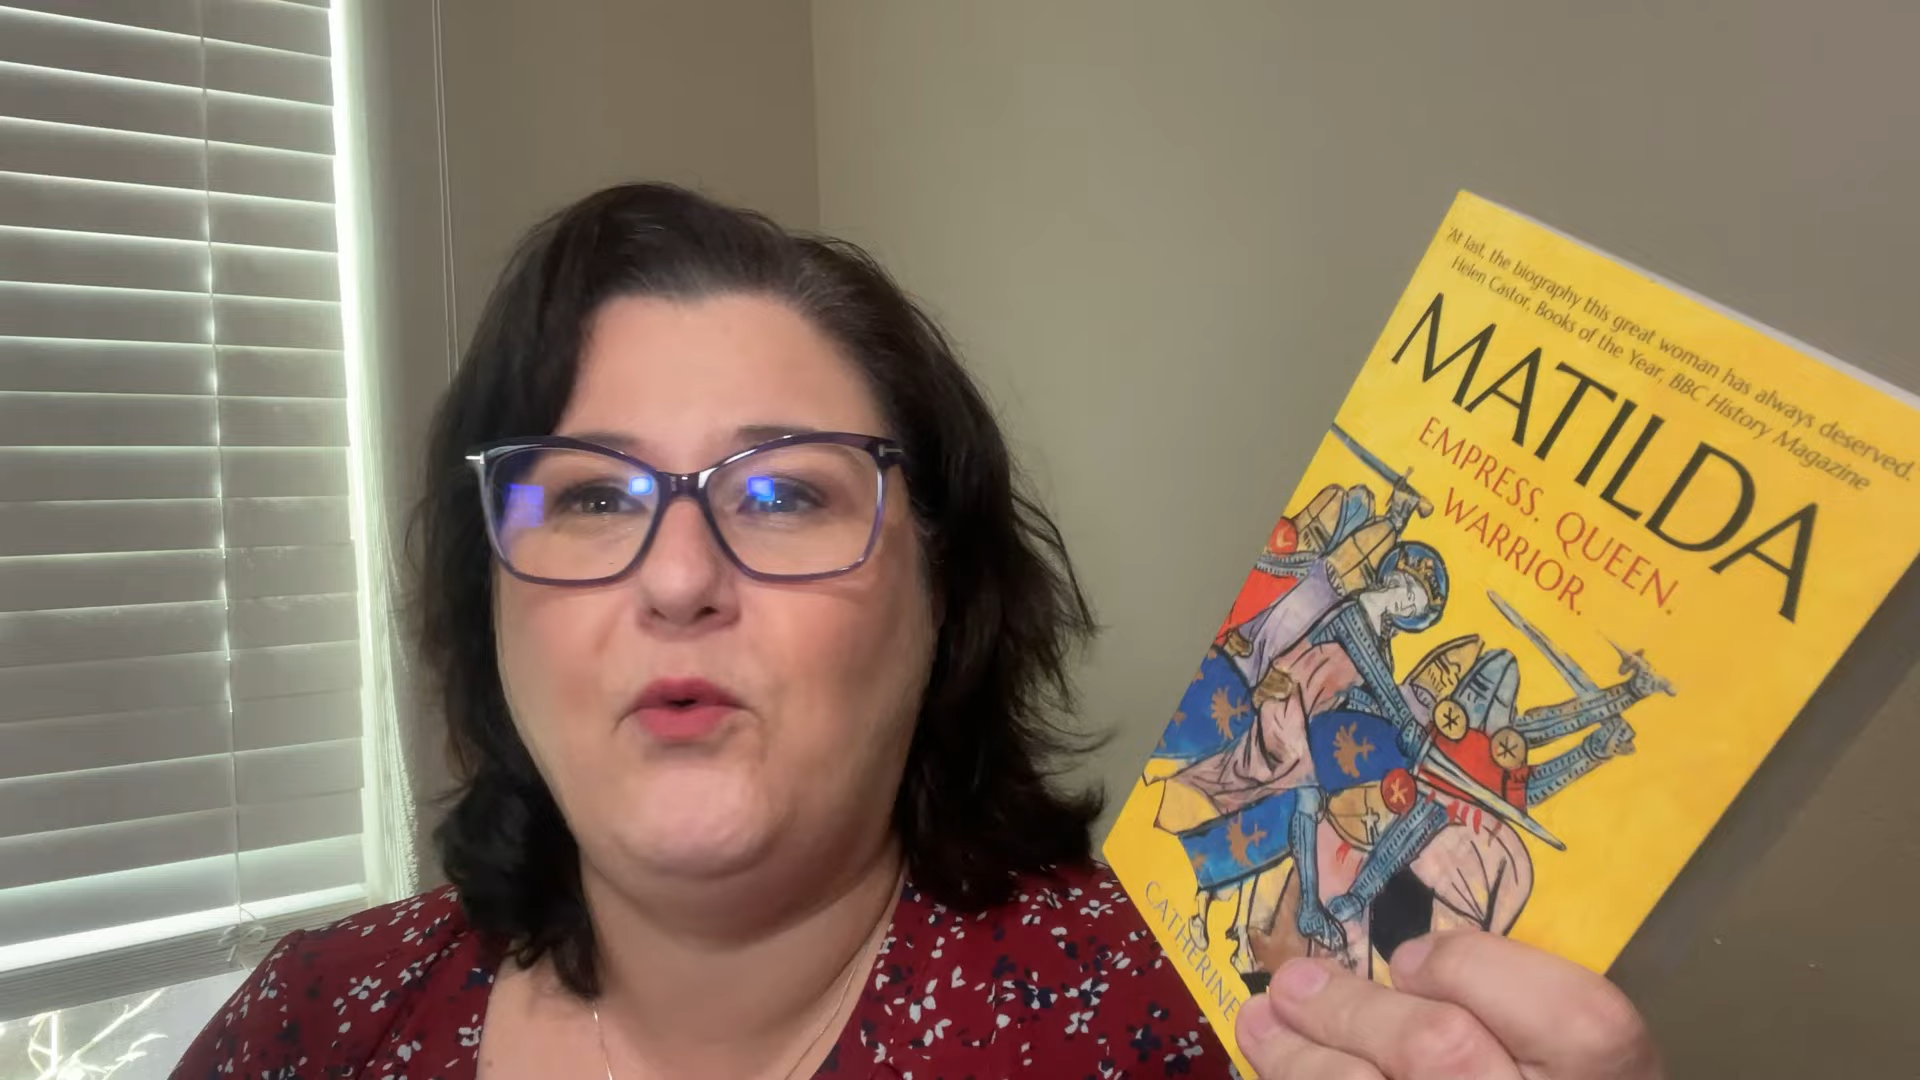 'At last, the biography this great woman has always deserved.
Helen Castor, Books of the Year, BBC History Magazine
MATILDA
EMPRESS. QUEEN.
WARRIOR.
CATHERINE